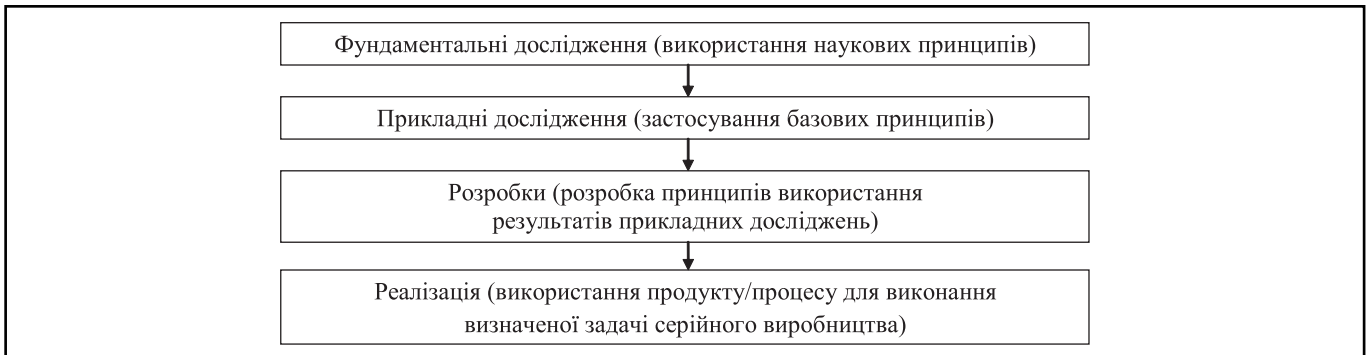 Фундаментальні дослідження (використання наукових принципів)
Прикладні дослідження (застосування базових принципів)
Розробки (розробка принципів використання
результатів прикладних досліджень)
Реалізація (використання продукту/процесу для виконання
визначеної задачі серійного виробництва)